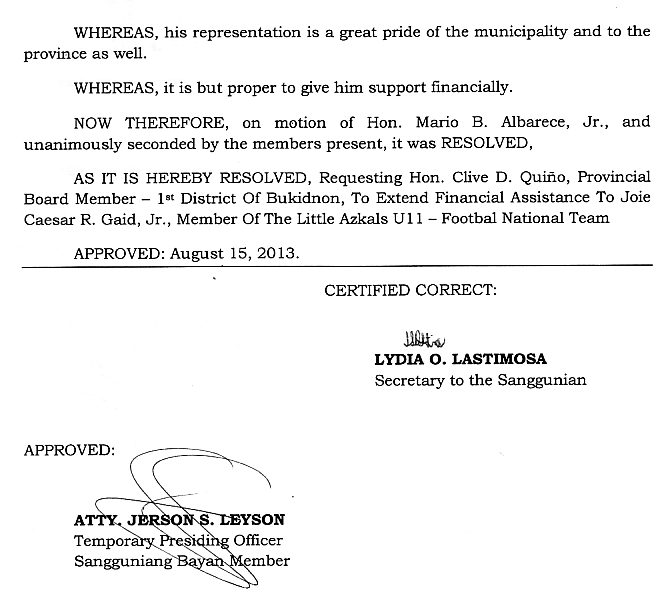 WHEREAS, his representation is a great pride of the municipality and to the
province as well.
WHEREAS, it is but proper to give him support financially.
NOW THEREFORE, on motion of Hon. Mario B. Albarece, Jr., and
unanimously seconded by the members present, it was RESOLVED,
AS IT IS HEREBY RESOLVED, Requesting Hon. Clive D. Quiño, Provincial
Board Member – 1st District Of Bukidnon, To Extend Financial Assistance To Joie
Caesar R. Gaid, Jr., Member Of The Little Azkals U11 – Footbal National Team
APPROVED: August 15, 2013.
CERTIFIED CORRECT:
LYDIA O. LASTIMOSA
Secretary to the Sanggunian
APPROVED:
ATTY. JERSON S. LEYSON
Temporary Presiding Officer
Sangguniang Bayan Member